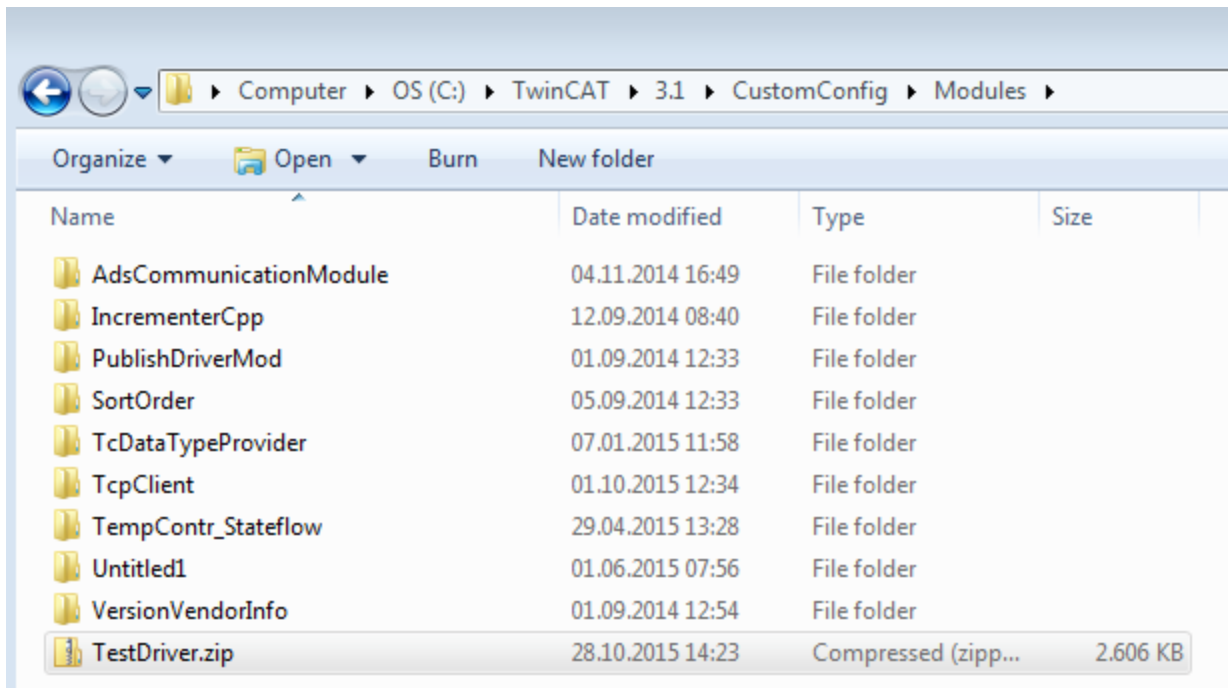 Computer OS (C:) TwinCAT 3.1 CustomConfig Modules
Organize Open Burn New folder
Name Date modified Type Size
AdsCommunicationModule 04.11.2014 16:49 File folder
IncrementerCpp 12.09.2014 08:40 File folder
PublishDriverMod 01.09.2014 12:33 File folder
SortOrder 05.09.2014 12:33 File folder
TcDataTypeProvider 07.01.2015 11:58 File folder
TcpClient 01.10.2015 12:34 File folder
TempContr_Stateflow 29.04.2015 13:28 File folder
Untitled1 01.06.2015 07:56 File folder
VersionVendorInfo 01.09.2014 12:54 File folder
TestDriver.zip 28.10.2015 14:23 Compressed (zipp... 2.606 KB